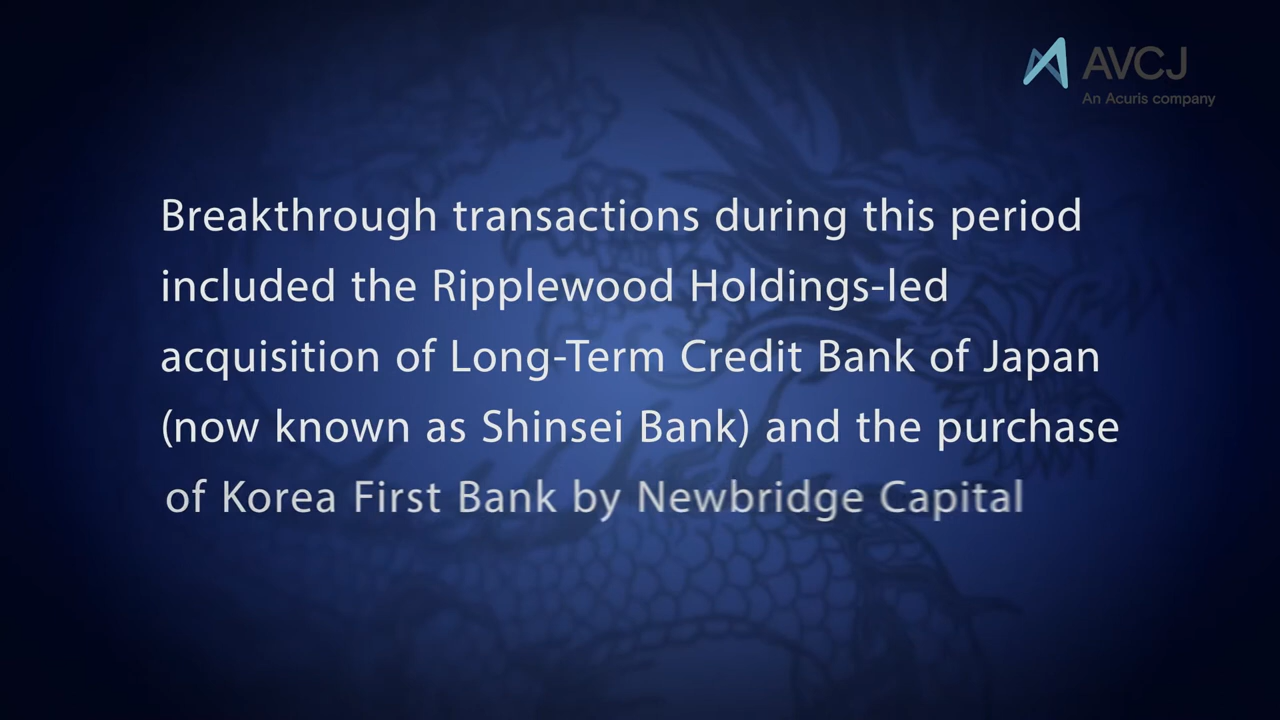 AVCJ
An Acuris company
Breakthrough transactions during this period
included the Ripplewood Holdings-led
acquisition of Long-Term Credit Bank of Japan
(now known as Shinsei Bank) and the purchase
of Korea First Bank by Newbridge Capital